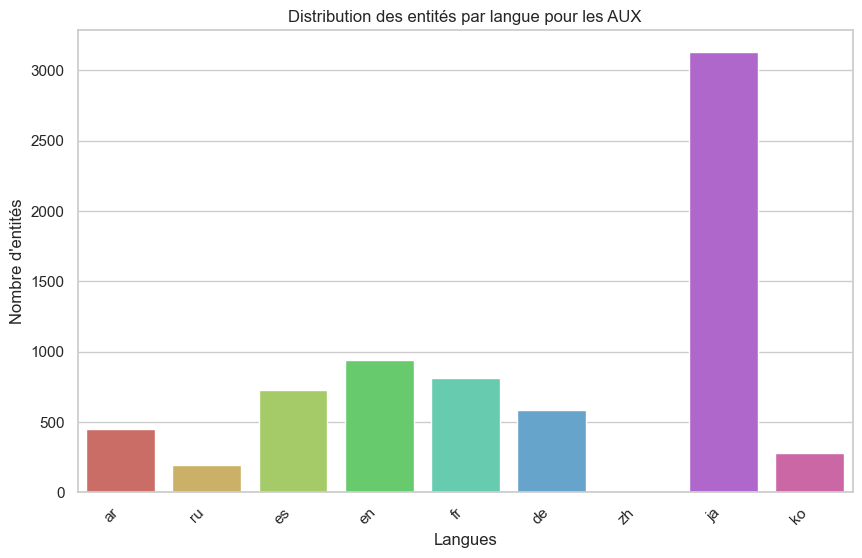 Distribution des entités par langue pour les AUX
Nombre d'entités
3000
2500
2000
1500
1000
500
0
ar
ru
es
en
fr
de
zh
ja
ko
Langues